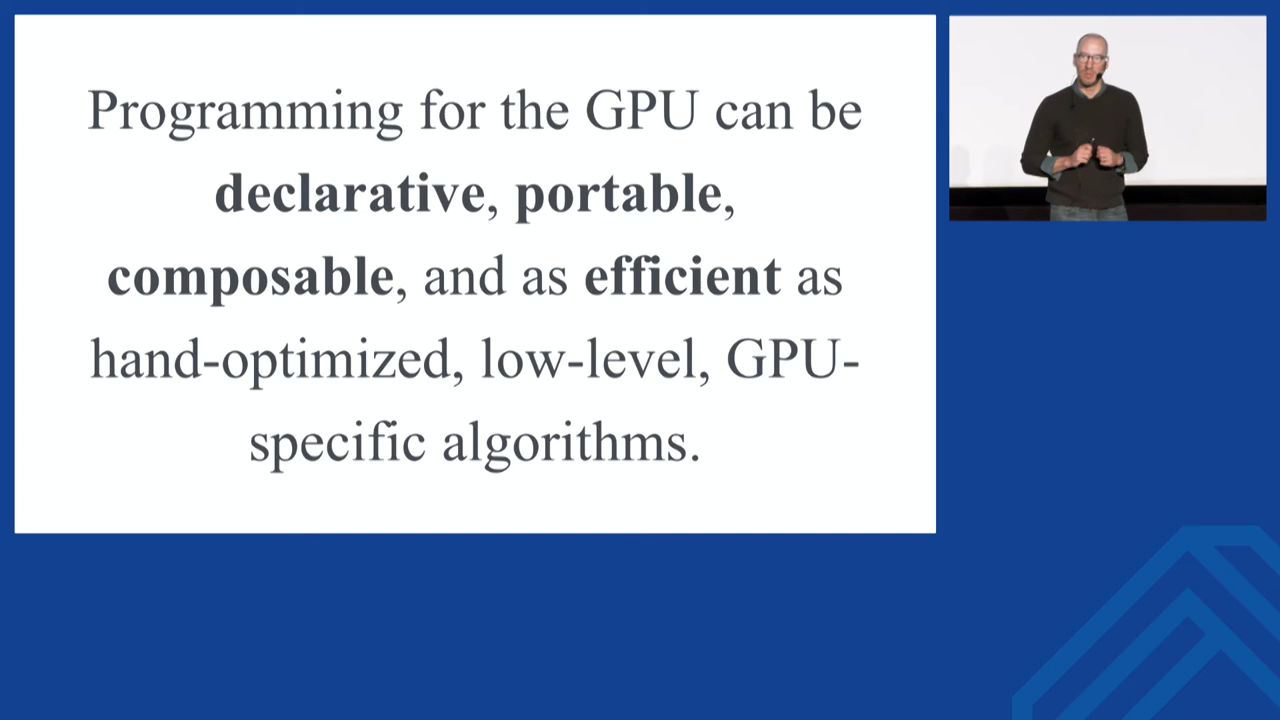 Programming for the GPU can be
declarative, portable,
composable, and as efficient as
hand-optimized, low-level, GPU-
specific algorithms.